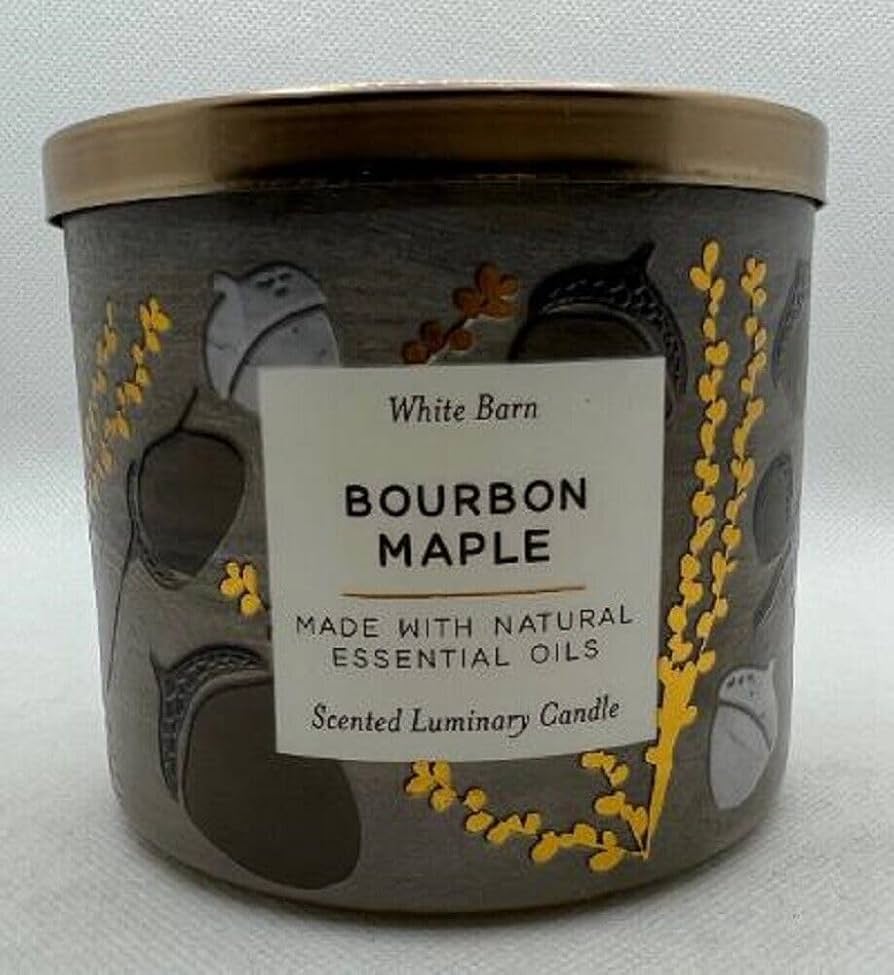 White Barn
BOURBON
MAPLE
MADE WITH NATURAL
ESSENTIAL OILS
Scented Luminary Candle